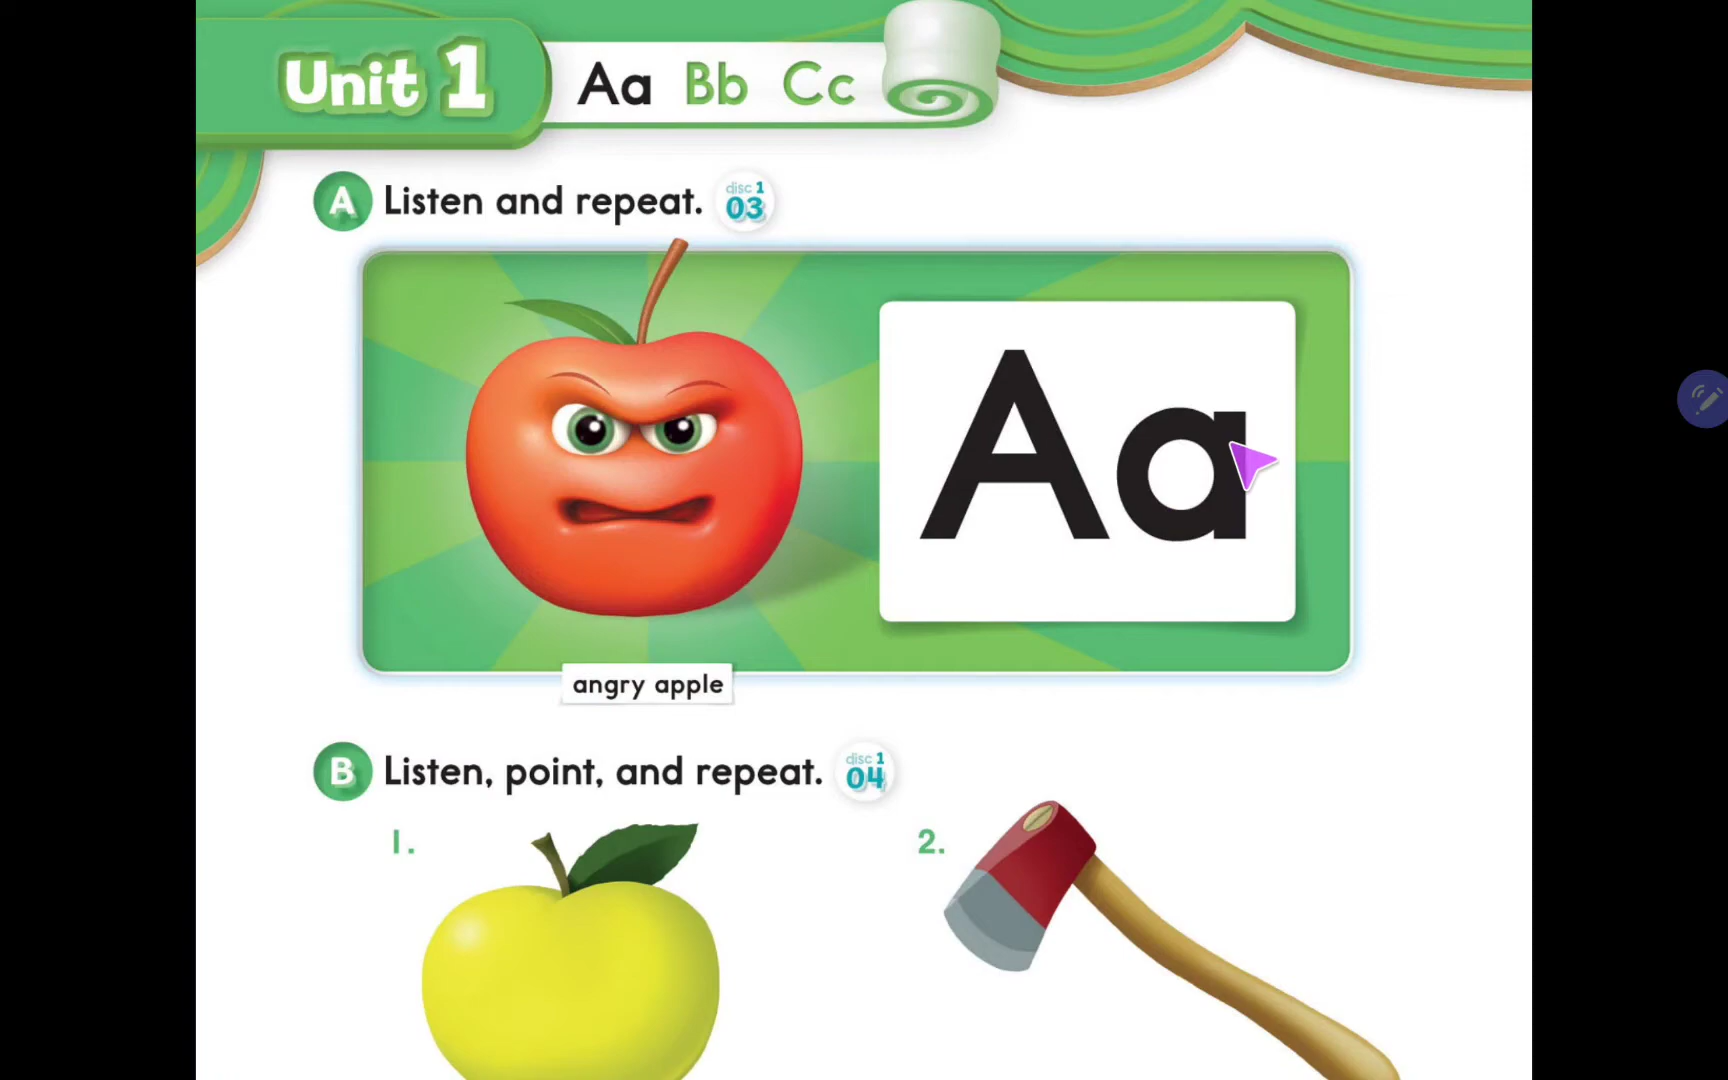 Unit 1 Aa Bb Cc
A Listen and repeat. disc 1 03
Aa
angry apple
B Listen, point, and repeat. disc 1 04
1. 2.